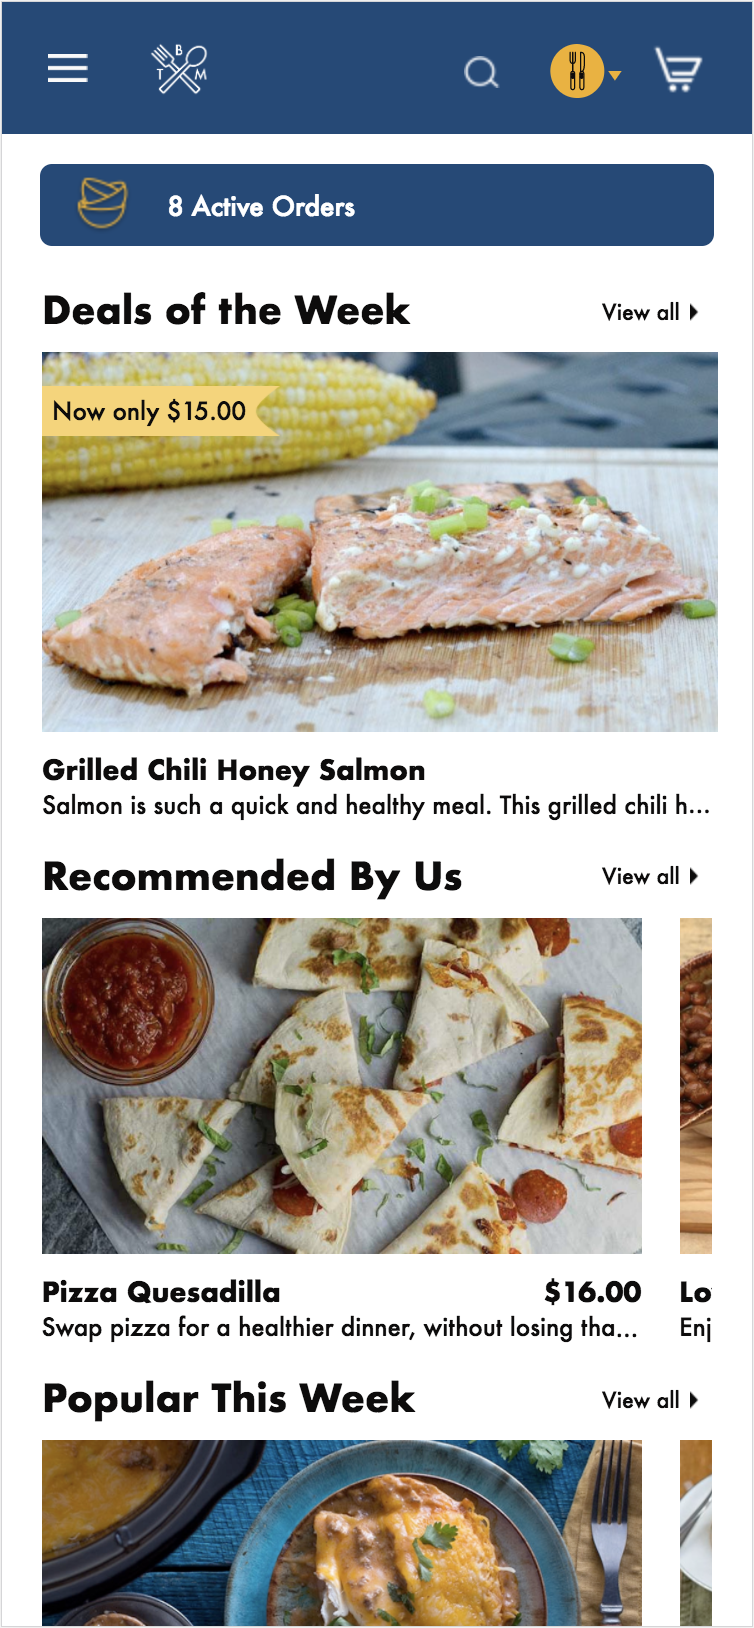 T B M
8 Active Orders
Deals of the Week
View all
Now only $15.00
Grilled Chili Honey Salmon
Salmon is such a quick and healthy meal. This grilled chili h...
Recommended By Us
View all
Pizza Quesadilla
$16.00
Lo
Swap pizza for a healthier dinner, without losing tha...
Enj
Popular This Week
View all